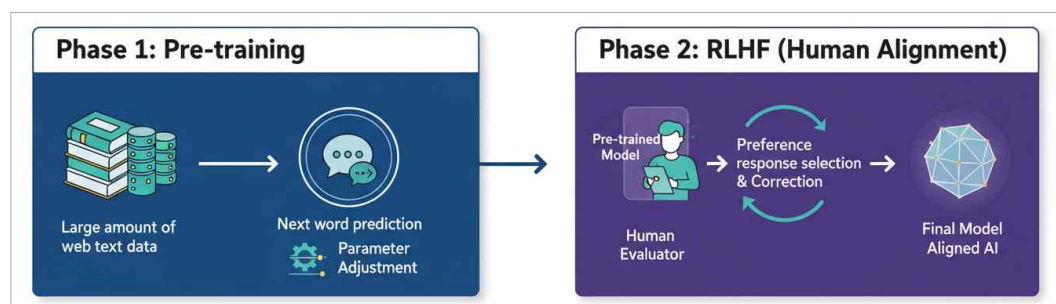 Phase 1: Pre-training
Large amount of
web text data
Next word prediction
Parameter
Adjustment
Phase 2: RLHF (Human Alignment)
Pre-trained
Model
Human
Evaluator
Preference
response selection
& Correction
Final Model
Aligned AI